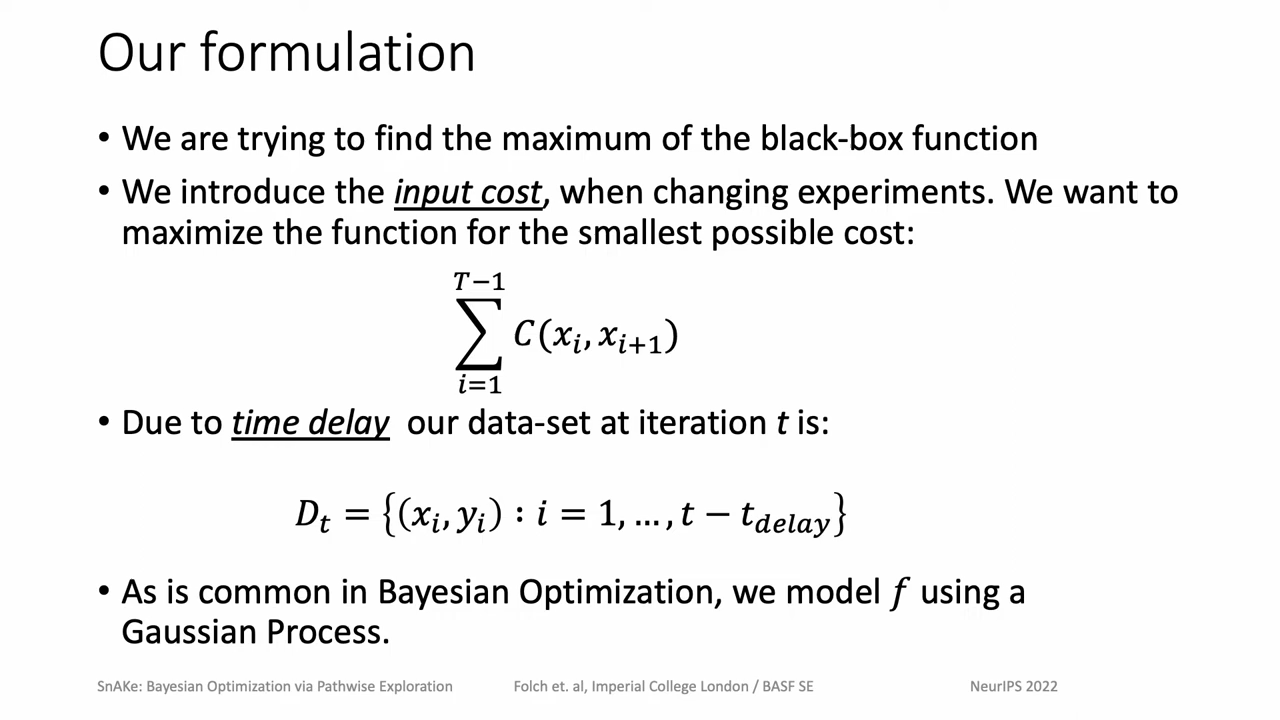 Our formulation
• We are trying to find the maximum of the black-box function
• We introduce the input cost, when changing experiments. We want to
maximize the function for the smallest possible cost:
T−1
∑ C(xᵢ, xᵢ₊₁)
i=1
• Due to time delay our data-set at iteration t is:
D_t = {(xᵢ, yᵢ) : i = 1, …, t − t_delay}
• As is common in Bayesian Optimization, we model f using a
Gaussian Process.
SnAKe: Bayesian Optimization via Pathwise Exploration Folch et. al, Imperial College London / BASF SE NeurIPS 2022